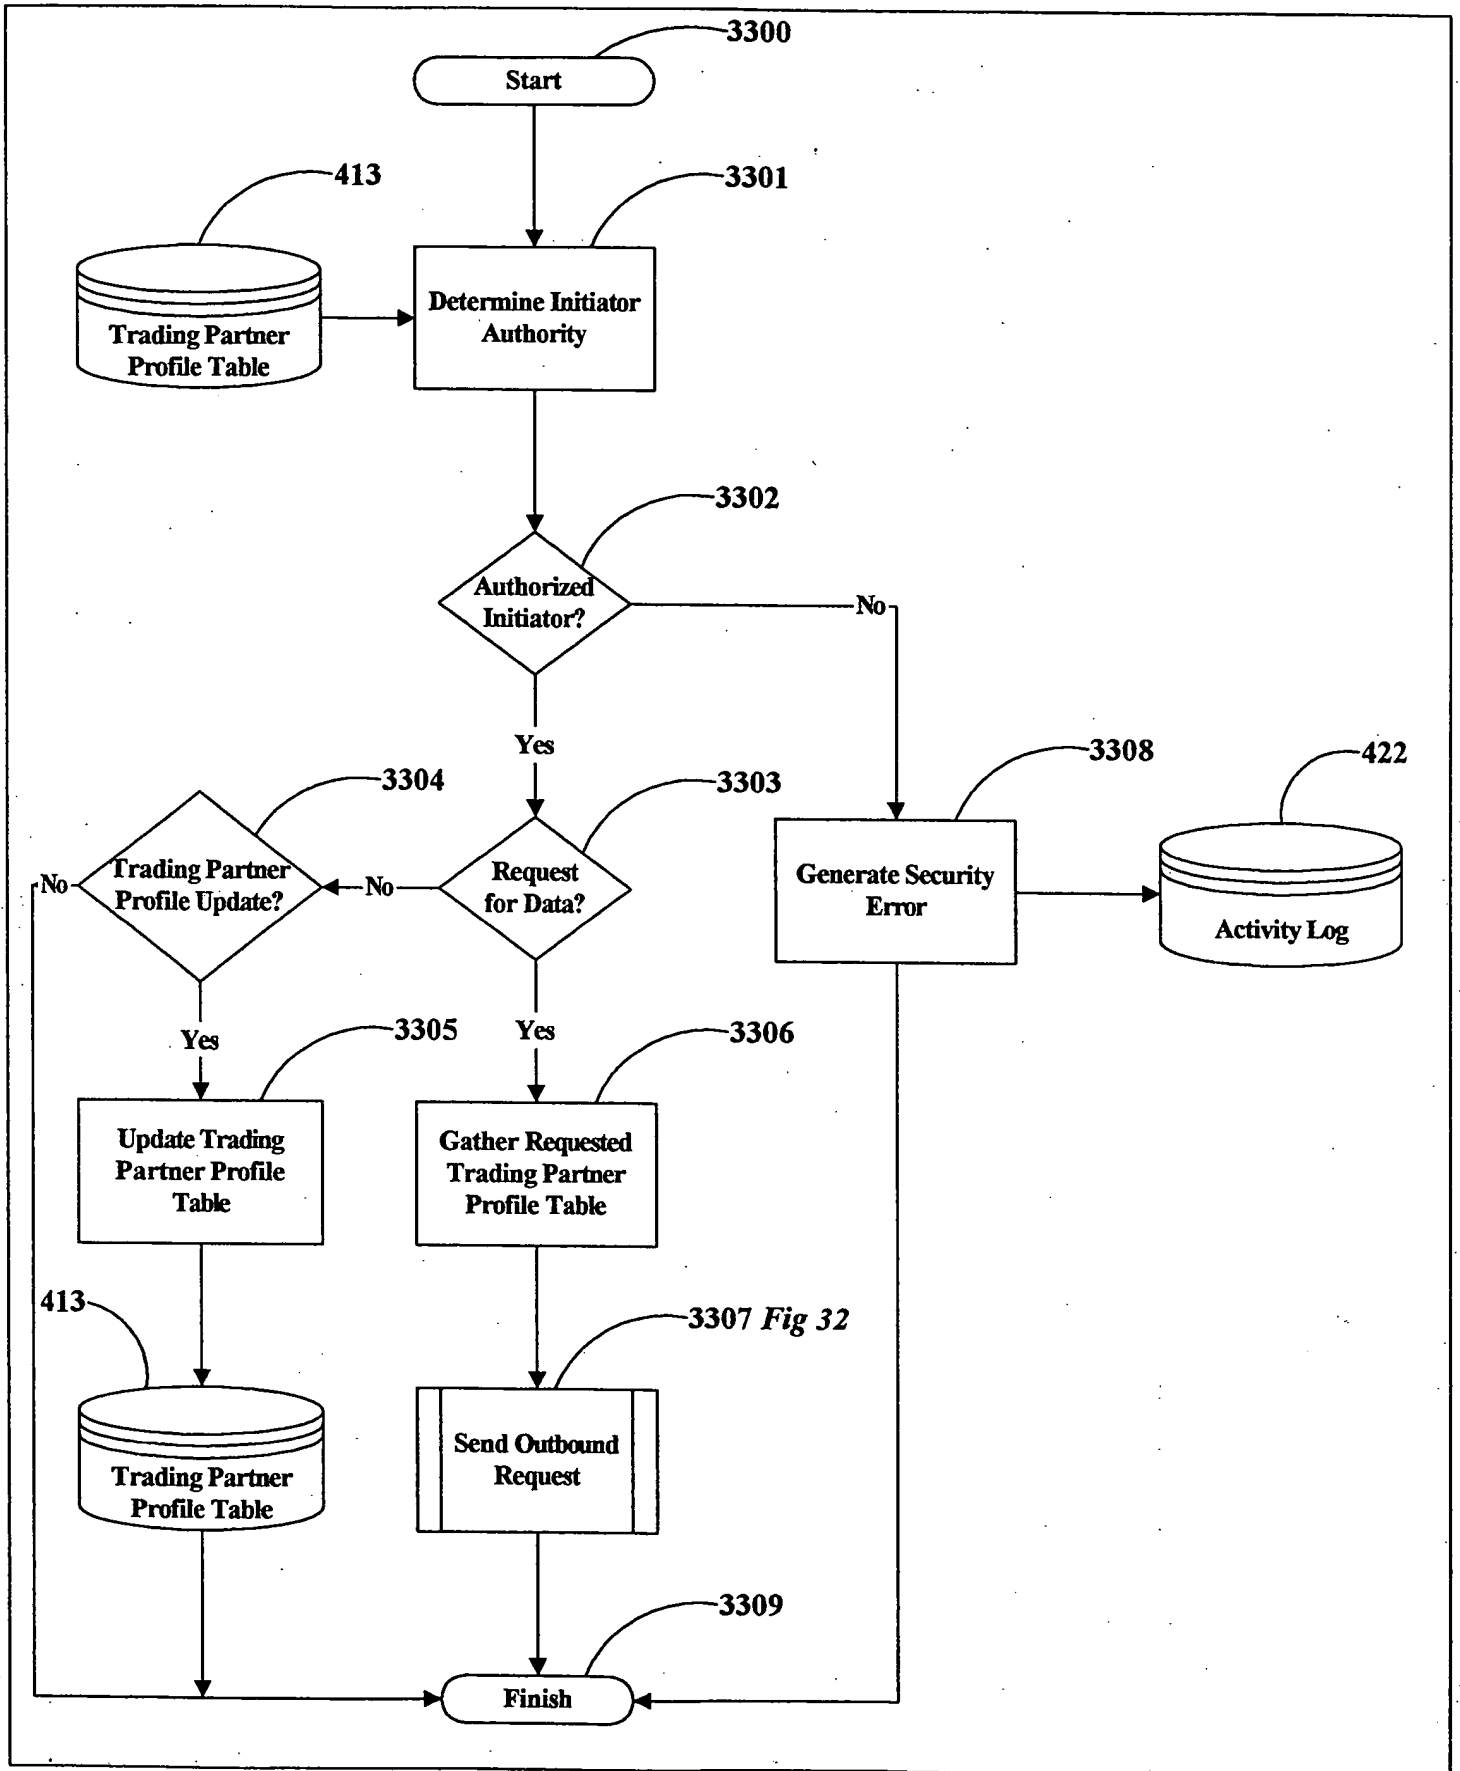 3300
Start
413
3301
Trading Partner
Profile Table
Determine Initiator
Authority
3302
Authorized
Initiator?
No
Yes
3304
3303
3308
422
No
Trading Partner
Profile Update?
No
Request
for Data?
Generate Security
Error
Activity Log
Yes
3305
Yes
3306
Update Trading
Partner Profile
Table
Gather Requested
Trading Partner
Profile Table
413
3307 Fig 32
Trading Partner
Profile Table
Send Outbound
Request
3309
Finish